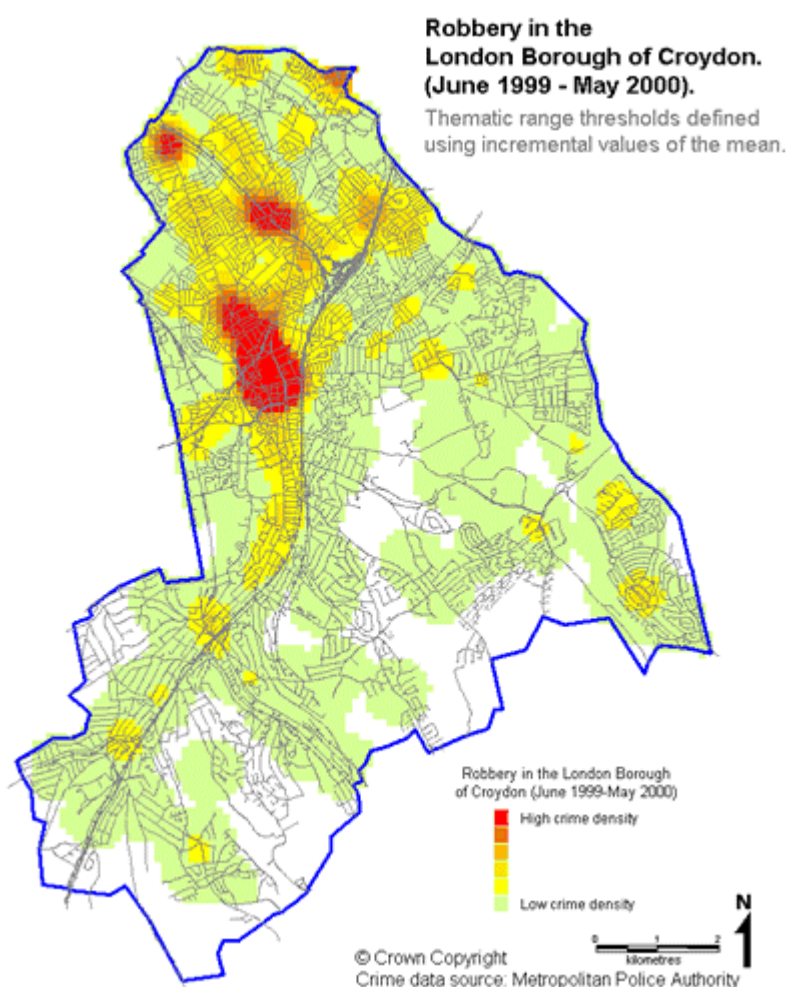 Robbery in the
London Borough of Croydon.
(June 1999 - May 2000).
Thematic range thresholds defined
using incremental values of the mean.
Robbery in the London Borough
of Croydon (June 1999-May 2000)
High crime density
Low crime density
N
0 1 2
kilometres
© Crown Copyright
Crime data source: Metropolitan Police Authority